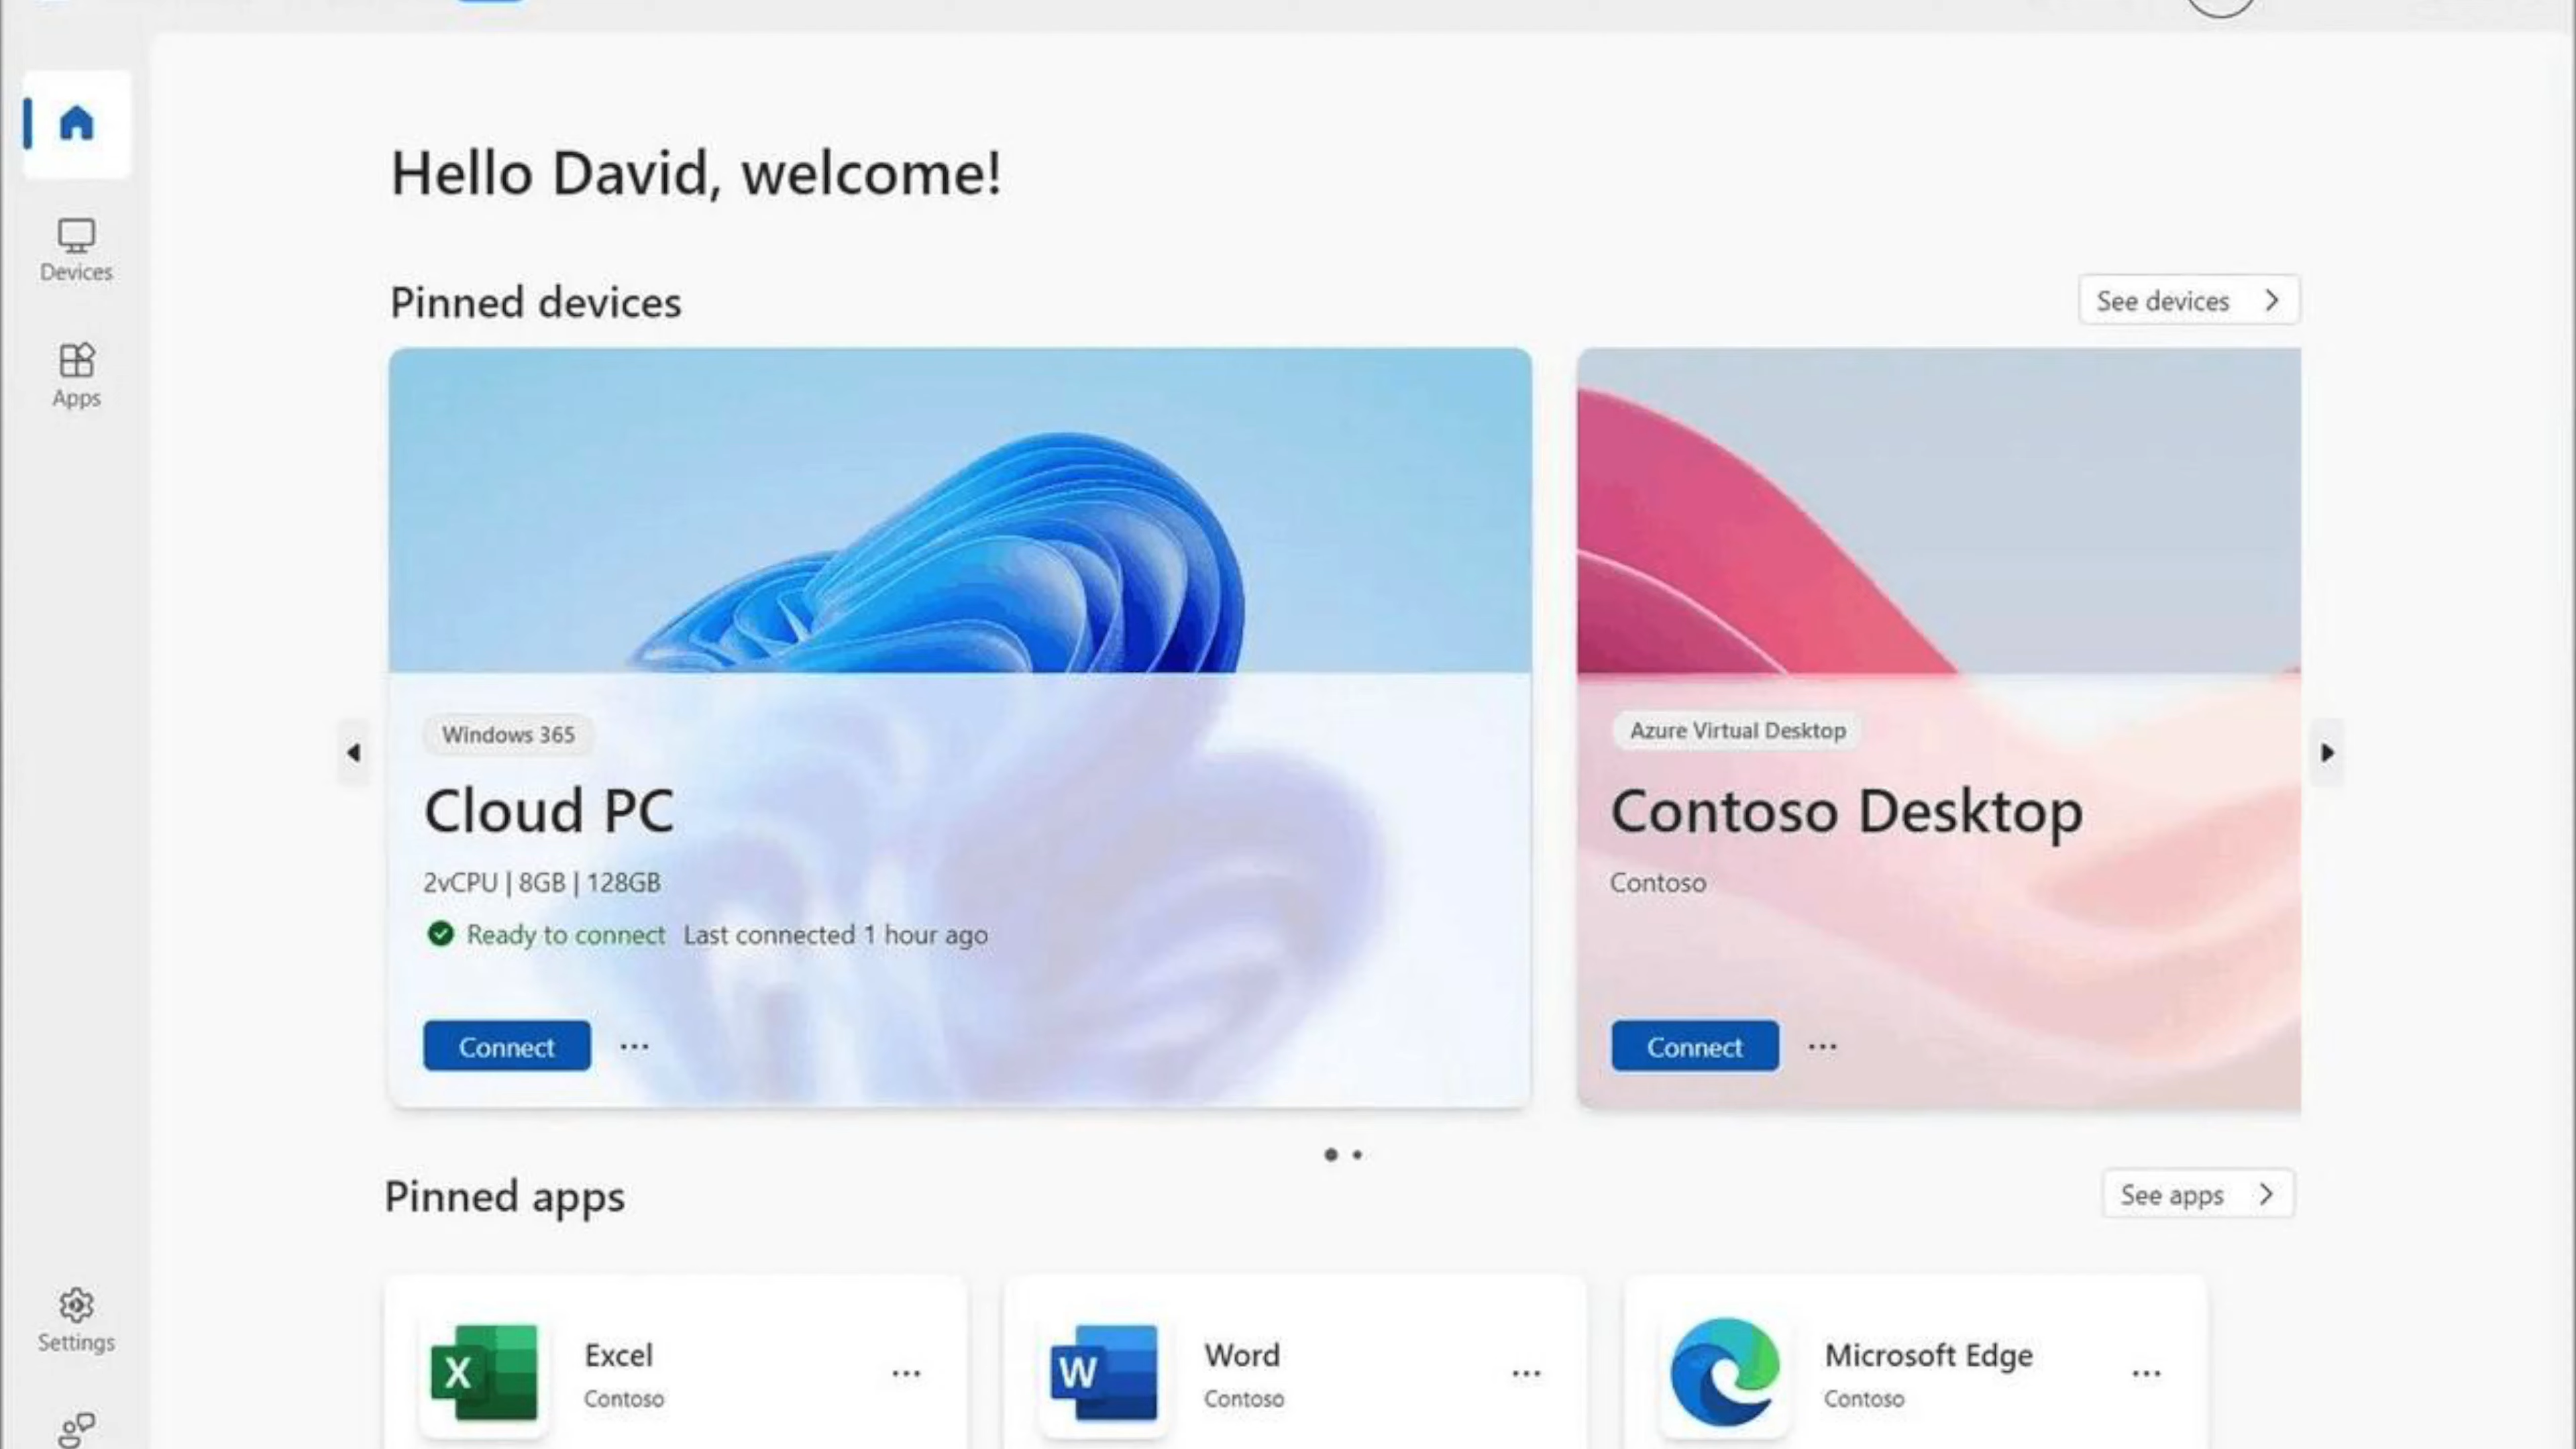 Hello David, welcome!
Devices
Pinned devices
See devices
Apps
Windows 365
Cloud PC
2vCPU | 8GB | 128GB
Ready to connect Last connected 1 hour ago
Connect
Azure Virtual Desktop
Contoso Desktop
Contoso
Connect
Pinned apps
See apps
Settings
X
Excel
Contoso
W
Word
Contoso
Microsoft Edge
Contoso